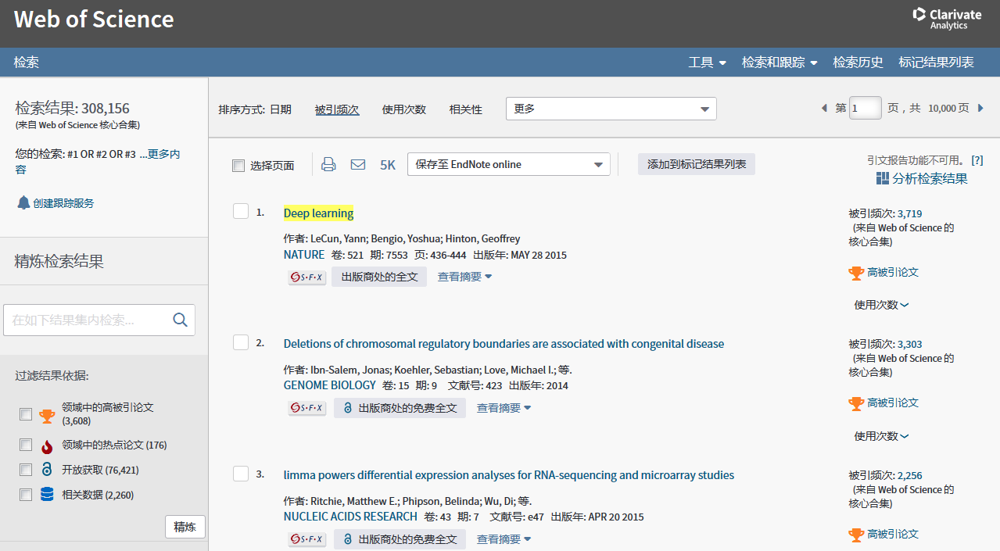 Web of Science
Clarivate
Analytics
检索
工具 检索和跟踪 检索历史 标记结果列表
检索结果: 308,156
(来自 Web of Science 核心合集)
您的检索: #1 OR #2 OR #3 ...更多内
容
创建跟踪服务
精炼检索结果
在如下结果集内检索...
过滤结果依据:
领域中的高被引论文
(3,608)
领域中的热点论文 (176)
开放获取 (76,421)
相关数据 (2,260)
精炼
排序方式: 日期 被引频次 使用次数 相关性 更多
第 1 页，共 10,000 页
选择页面 5K 保存至 EndNote online 添加到标记结果列表
引文报告功能不可用。 [?]
分析检索结果
1. Deep learning
作者: LeCun, Yann; Bengio, Yoshua; Hinton, Geoffrey
NATURE 卷: 521 期: 7553 页: 436-444 出版年: MAY 28 2015
S·F·X 出版商处的全文 查看摘要
被引频次: 3,719
(来自 Web of Science 的
核心合集)
高被引论文
使用次数
2. Deletions of chromosomal regulatory boundaries are associated with congenital disease
作者: Ibn-Salem, Jonas; Koehler, Sebastian; Love, Michael I.; 等.
GENOME BIOLOGY 卷: 15 期: 9 文献号: 423 出版年: 2014
S·F·X 出版商处的免费全文 查看摘要
被引频次: 3,303
(来自 Web of Science 的
核心合集)
高被引论文
使用次数
3. limma powers differential expression analyses for RNA-sequencing and microarray studies
作者: Ritchie, Matthew E.; Phipson, Belinda; Wu, Di; 等.
NUCLEIC ACIDS RESEARCH 卷: 43 期: 7 文献号: e47 出版年: APR 20 2015
S·F·X 出版商处的免费全文 查看摘要
被引频次: 2,256
(来自 Web of Science 的
核心合集)
高被引论文